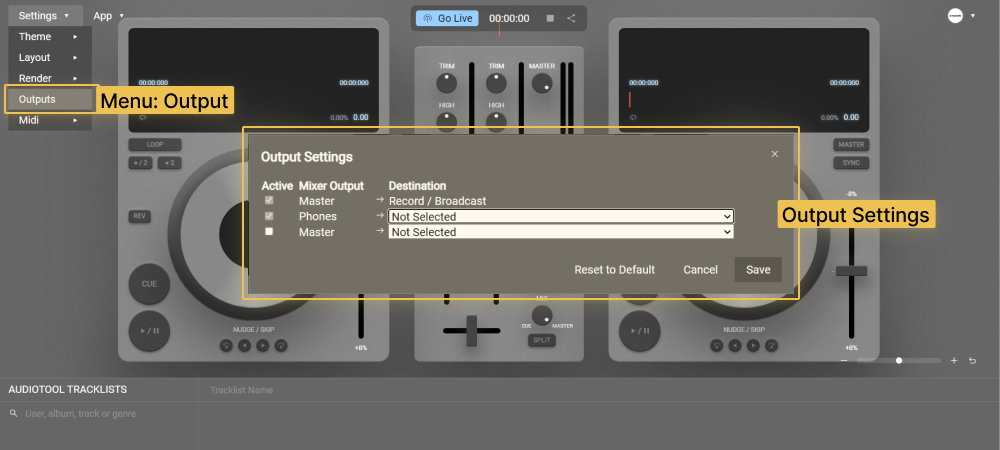 Settings ▾ App ▾
Go Live 00:00:00
Theme ▸
Layout ▸
Render ▸
Outputs
Midi ▸
Menu: Output
00:00:000 00:00:000
0.00% 0.00
LOOP
REV
CUE
NUDGE / SKIP
+8%
TRIM TRIM MASTER
HIGH HIGH
00:00:000 00:00:000
0.00% 0.00
MASTER
SYNC
-8%
Output Settings
Active Mixer Output Destination
Master → Record / Broadcast
Phones → Not Selected
Master → Not Selected
Reset to Default Cancel Save
Output Settings
CUE MASTER
SPLIT
NUDGE / SKIP
+8%
AUDIOTOOL TRACKLISTS
Tracklist Name
User, album, track or genre